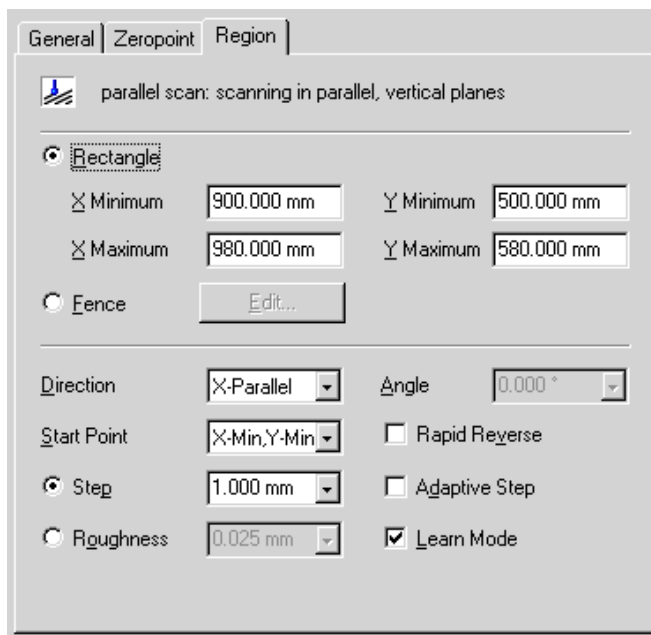 General Zeropoint Region
parallel scan: scanning in parallel, vertical planes
Rectangle
X Minimum 900.000 mm Y Minimum 500.000 mm
X Maximum 980.000 mm Y Maximum 580.000 mm
Fence Edit...
Direction X-Parallel Angle 0.000 °
Start Point X-Min,Y-Min Rapid Reverse
Step 1.000 mm Adaptive Step
Roughness 0.025 mm Learn Mode